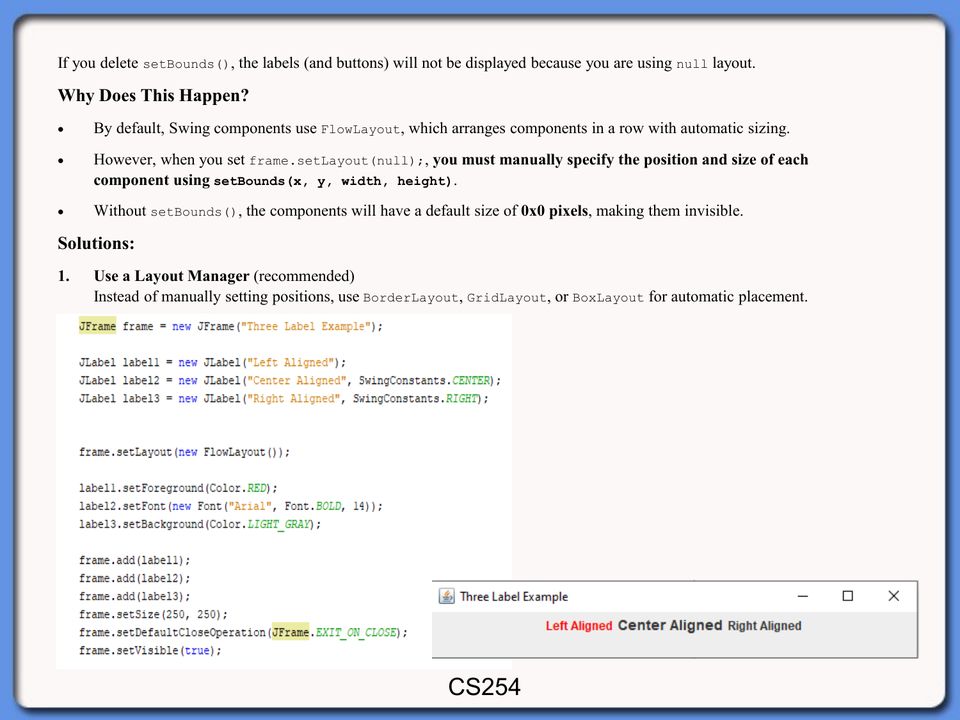 If you delete setBounds(), the labels (and buttons) will not be displayed because you are using null layout.
Why Does This Happen?
• By default, Swing components use FlowLayout, which arranges components in a row with automatic sizing.
• However, when you set frame.setLayout(null);, you must manually specify the position and size of each
component using setBounds(x, y, width, height).
• Without setBounds(), the components will have a default size of 0x0 pixels, making them invisible.
Solutions:
1. Use a Layout Manager (recommended)
Instead of manually setting positions, use BorderLayout, GridLayout, or BoxLayout for automatic placement.
JFrame frame = new JFrame("Three Label Example");
JLabel label1 = new JLabel("Left Aligned");
JLabel label2 = new JLabel("Center Aligned", SwingConstants.CENTER);
JLabel label3 = new JLabel("Right Aligned", SwingConstants.RIGHT);
frame.setLayout(new FlowLayout());
label1.setForeground(Color.RED);
label2.setFont(new Font("Arial", Font.BOLD, 14));
label3.setBackground(Color.LIGHT_GRAY);
frame.add(label1);
frame.add(label2);
frame.add(label3);
frame.setSize(250, 250);
frame.setDefaultCloseOperation(JFrame.EXIT_ON_CLOSE);
frame.setVisible(true);
Three Label Example
Left Aligned Center Aligned Right Aligned
CS254